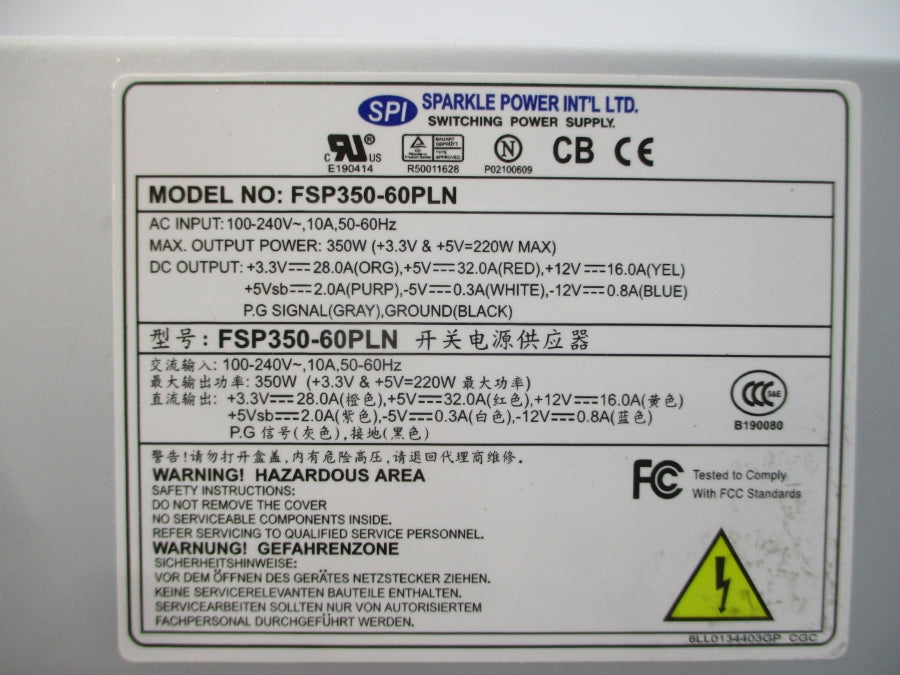 SPI SPARKLE POWER INT'L LTD.
SWITCHING POWER SUPPLY.
c RU® US
E190414
BAUART GEPRÜFT
TYPE APPROVED
R50011628
N
P02100609
CB CE
MODEL NO: FSP350-60PLN
AC INPUT: 100-240V~,10A,50-60Hz
MAX. OUTPUT POWER: 350W (+3.3V & +5V=220W MAX)
DC OUTPUT: +3.3V⎓28.0A(ORG),+5V⎓32.0A(RED),+12V⎓16.0A(YEL)
+5Vsb⎓2.0A(PURP),-5V⎓0.3A(WHITE),-12V⎓0.8A(BLUE)
P.G SIGNAL(GRAY),GROUND(BLACK)
型号: FSP350-60PLN 开关电源供应器
交流输入: 100-240V~,10A,50-60Hz
最大输出功率: 350W (+3.3V & +5V=220W 最大功率)
直流输出: +3.3V⎓28.0A(橙色),+5V⎓32.0A(红色),+12V⎓16.0A(黄色)
+5Vsb⎓2.0A(紫色),-5V⎓0.3A(白色),-12V⎓0.8A(蓝色)
P.G 信号(灰色),接地(黑色)
CCC S&E
B190080
警告!请勿打开盒盖,内有危险高压,请退回代理商维修.
WARNING! HAZARDOUS AREA
SAFETY INSTRUCTIONS:
DO NOT REMOVE THE COVER
NO SERVICEABLE COMPONENTS INSIDE.
REFER SERVICING TO QUALIFIED SERVICE PERSONNEL.
FC Tested to Comply
With FCC Standards
WARNUNG! GEFAHRENZONE
SICHERHEITSHINWEISE:
VOR DEM ÖFFNEN DES GERÄTES NETZSTECKER ZIEHEN.
KEINE SERVICERELEVANTEN BAUTEILE ENTHALTEN.
SERVICEARBEITEN SOLLTEN NUR VON AUTORISIERTEM
FACHPERSONAL DURCHGEFÜHRT WERDEN.
6LL0134403GP CGC